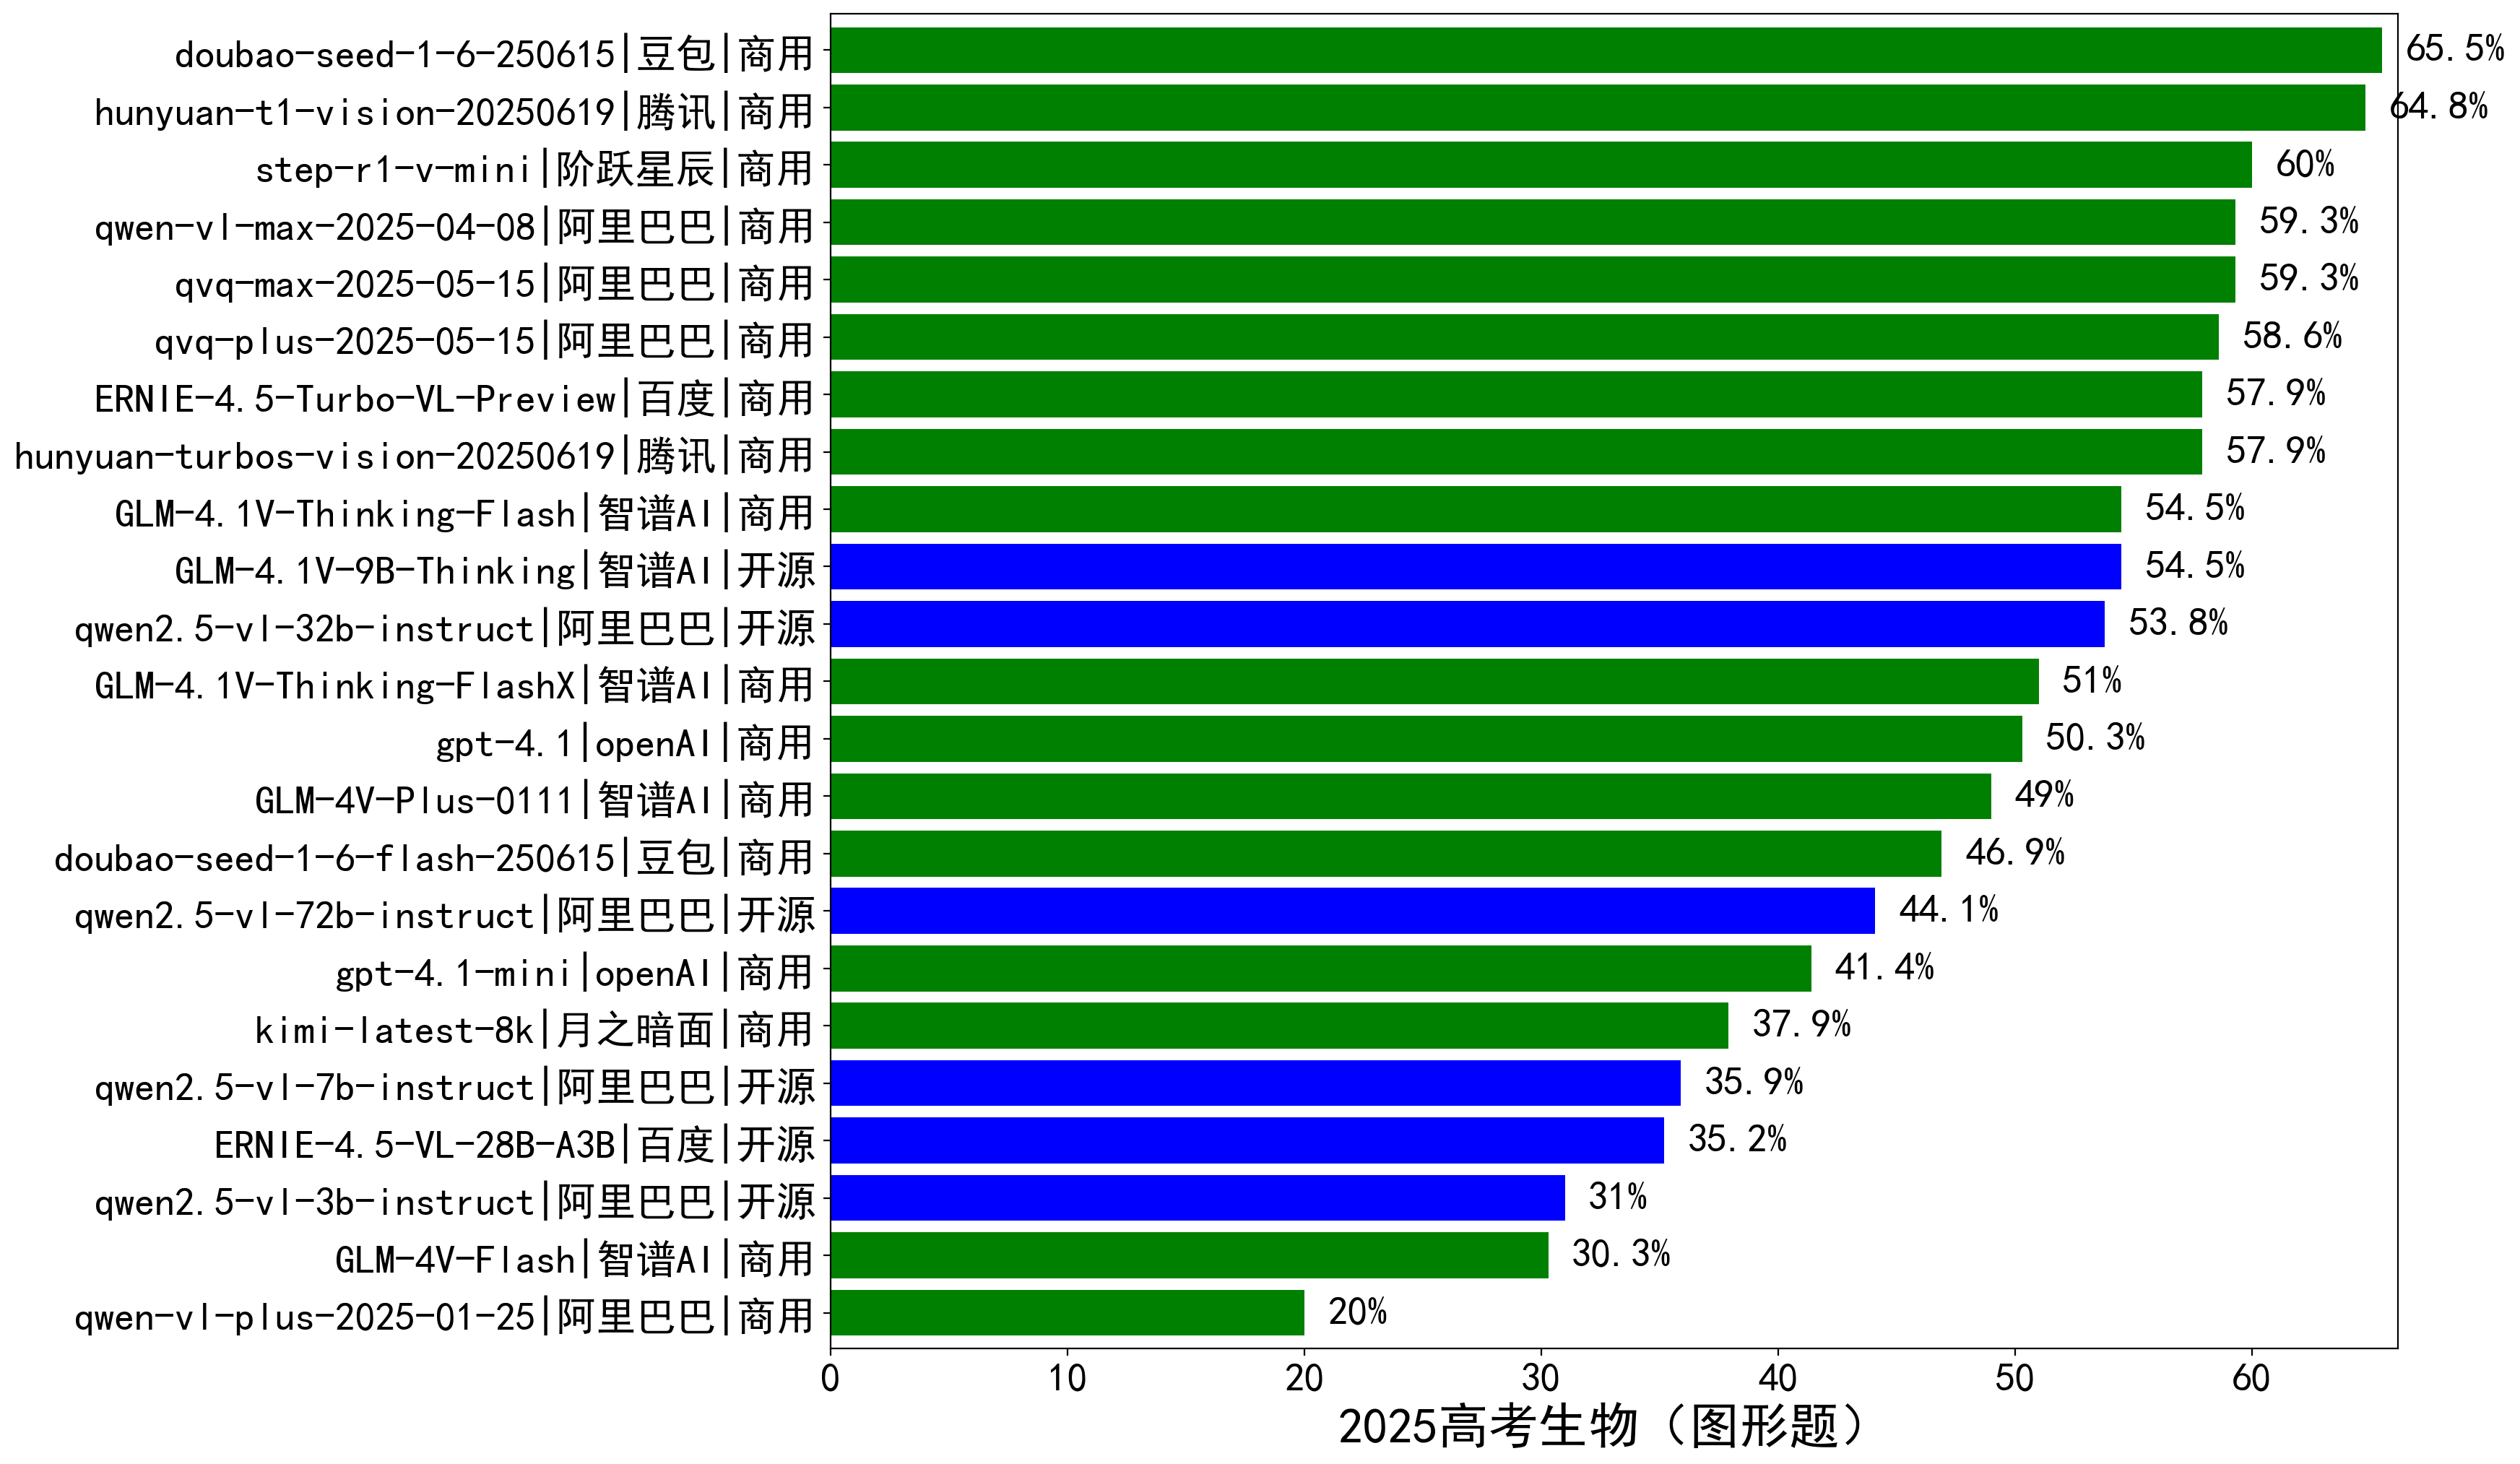 doubao-seed-1-6-250615|豆包|商用 65.5%
hunyuan-t1-vision-20250619|腾讯|商用 64.8%
step-r1-v-mini|阶跃星辰|商用 60%
qwen-vl-max-2025-04-08|阿里巴巴|商用 59.3%
qvq-max-2025-05-15|阿里巴巴|商用 59.3%
qvq-plus-2025-05-15|阿里巴巴|商用 58.6%
ERNIE-4.5-Turbo-VL-Preview|百度|商用 57.9%
hunyuan-turbos-vision-20250619|腾讯|商用 57.9%
GLM-4.1V-Thinking-Flash|智谱AI|商用 54.5%
GLM-4.1V-9B-Thinking|智谱AI|开源 54.5%
qwen2.5-vl-32b-instruct|阿里巴巴|开源 53.8%
GLM-4.1V-Thinking-FlashX|智谱AI|商用 51%
gpt-4.1|openAI|商用 50.3%
GLM-4V-Plus-0111|智谱AI|商用 49%
doubao-seed-1-6-flash-250615|豆包|商用 46.9%
qwen2.5-vl-72b-instruct|阿里巴巴|开源 44.1%
gpt-4.1-mini|openAI|商用 41.4%
kimi-latest-8k|月之暗面|商用 37.9%
qwen2.5-vl-7b-instruct|阿里巴巴|开源 35.9%
ERNIE-4.5-VL-28B-A3B|百度|开源 35.2%
qwen2.5-vl-3b-instruct|阿里巴巴|开源 31%
GLM-4V-Flash|智谱AI|商用 30.3%
qwen-vl-plus-2025-01-25|阿里巴巴|商用 20%
0 10 20 30 40 50 60
2025高考生物（图形题）